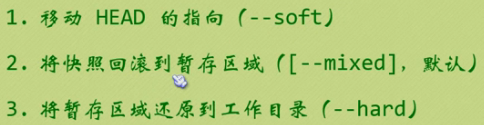 1. 移动 HEAD 的指向（--soft）
2. 将快照回滚到暂存区域（[--mixed]，默认）
3. 将暂存区域还原到工作目录（--hard）